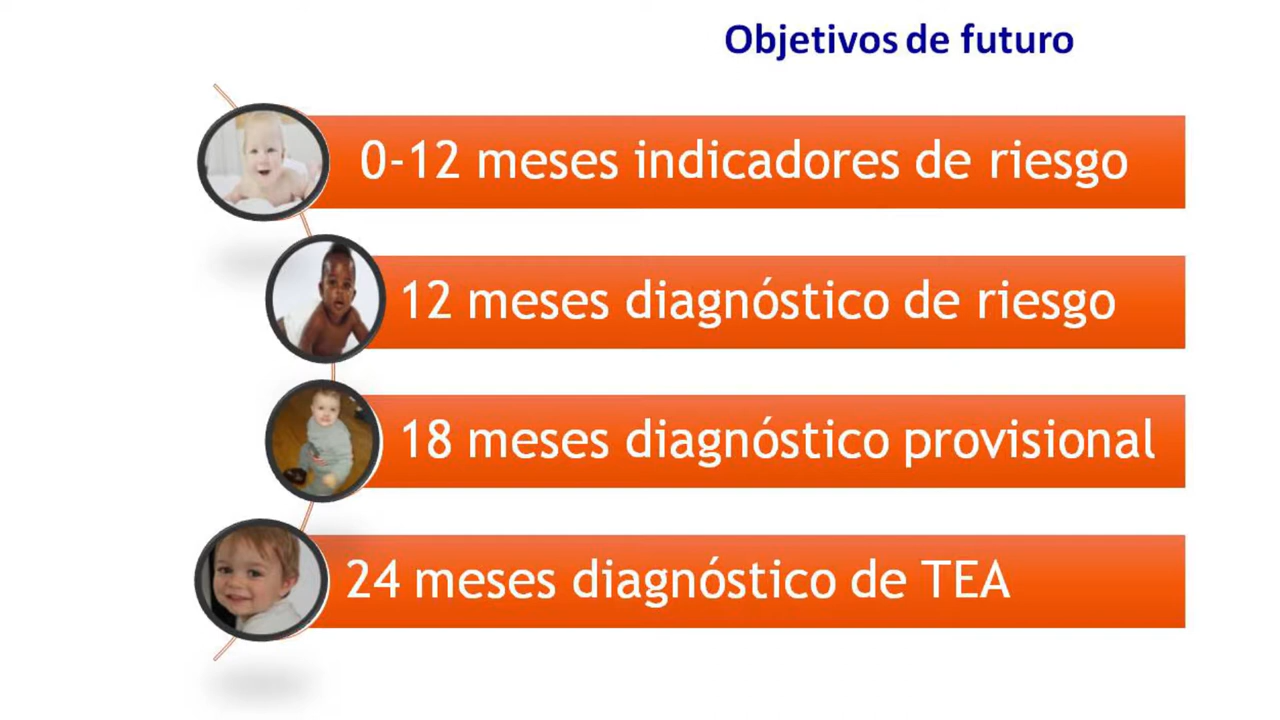 Objetivos de futuro
0-12 meses indicadores de riesgo
12 meses diagnóstico de riesgo
18 meses diagnóstico provisional
24 meses diagnóstico de TEA